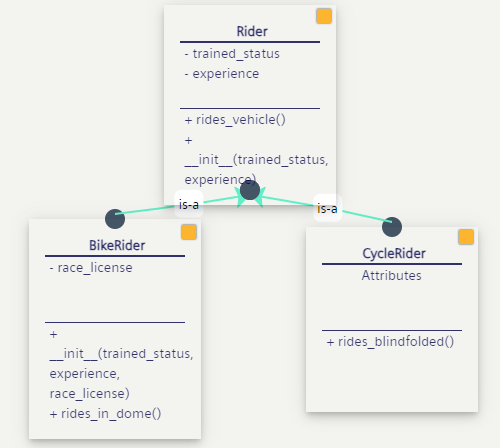 Rider
- trained_status
- experience
+ rides_vehicle()
+
__init__(trained_status,
experience)
is-a
is-a
BikeRider
- race_license
+
__init__(trained_status,
experience,
race_license)
+ rides_in_dome()
CycleRider
Attributes
+ rides_blindfolded()